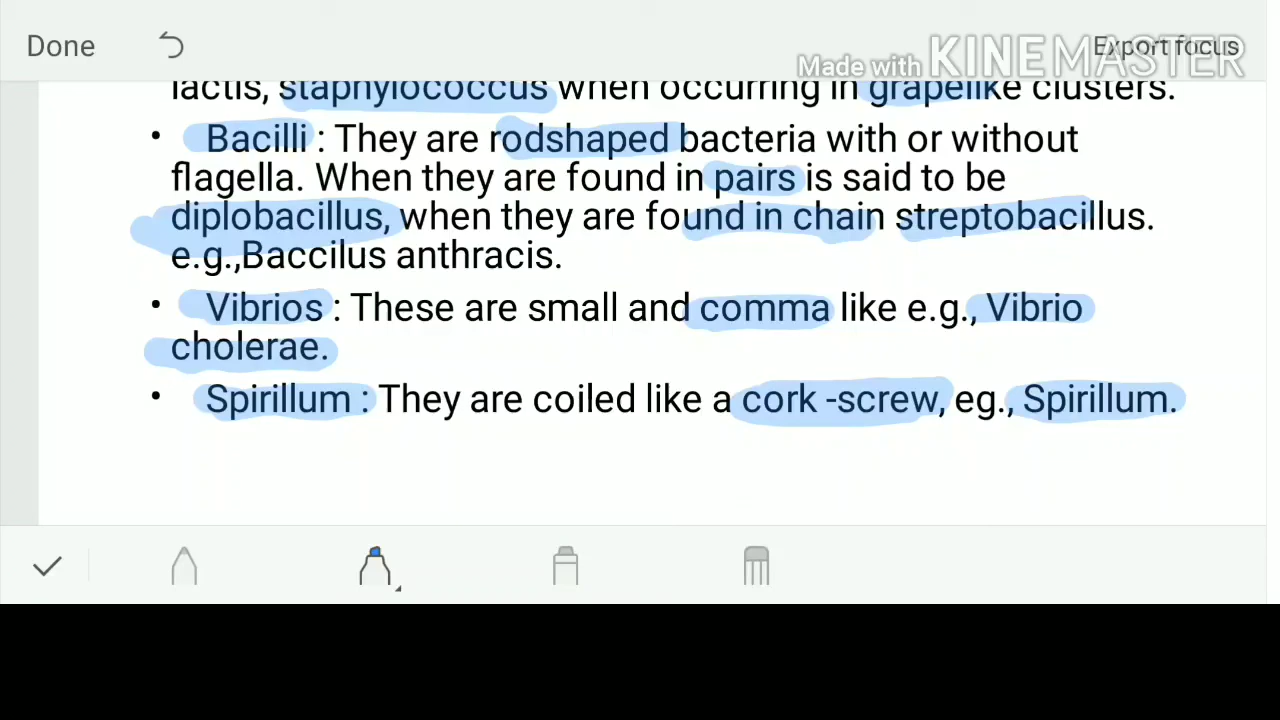 Done
Export focus
Made with KINEMASTER
lactis, staphylococcus when occurring in grapelike clusters.
• Bacilli : They are rodshaped bacteria with or without
flagella. When they are found in pairs is said to be
diplobacillus, when they are found in chain streptobacillus.
e.g.,Baccilus anthracis.
• Vibrios : These are small and comma like e.g., Vibrio
cholerae.
• Spirillum : They are coiled like a cork -screw, eg., Spirillum.